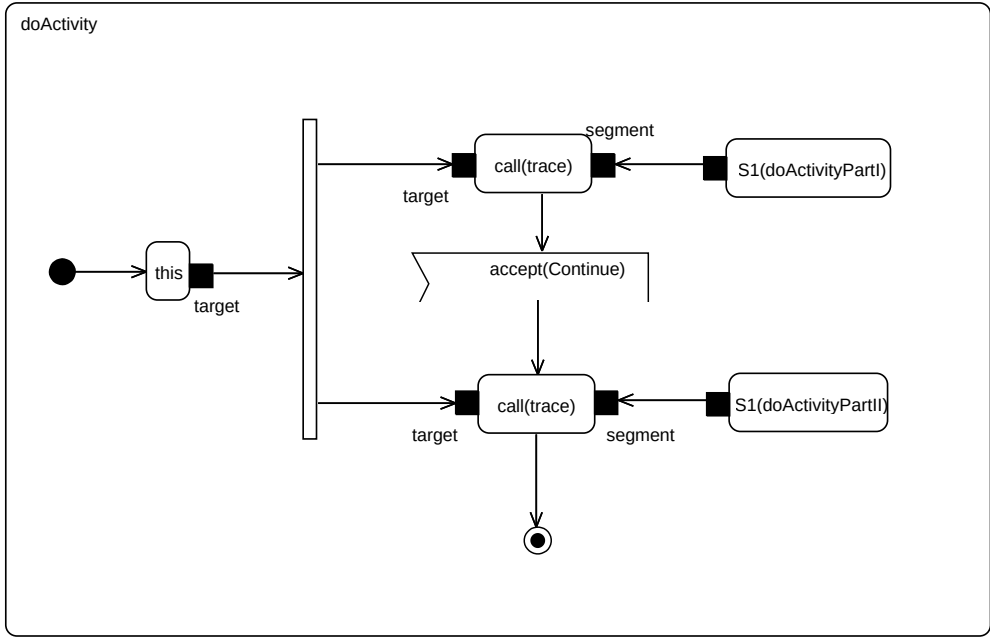 doActivity
segment
call(trace)
S1(doActivityPartI)
target
this
target
accept(Continue)
call(trace)
S1(doActivityPartII)
target
segment